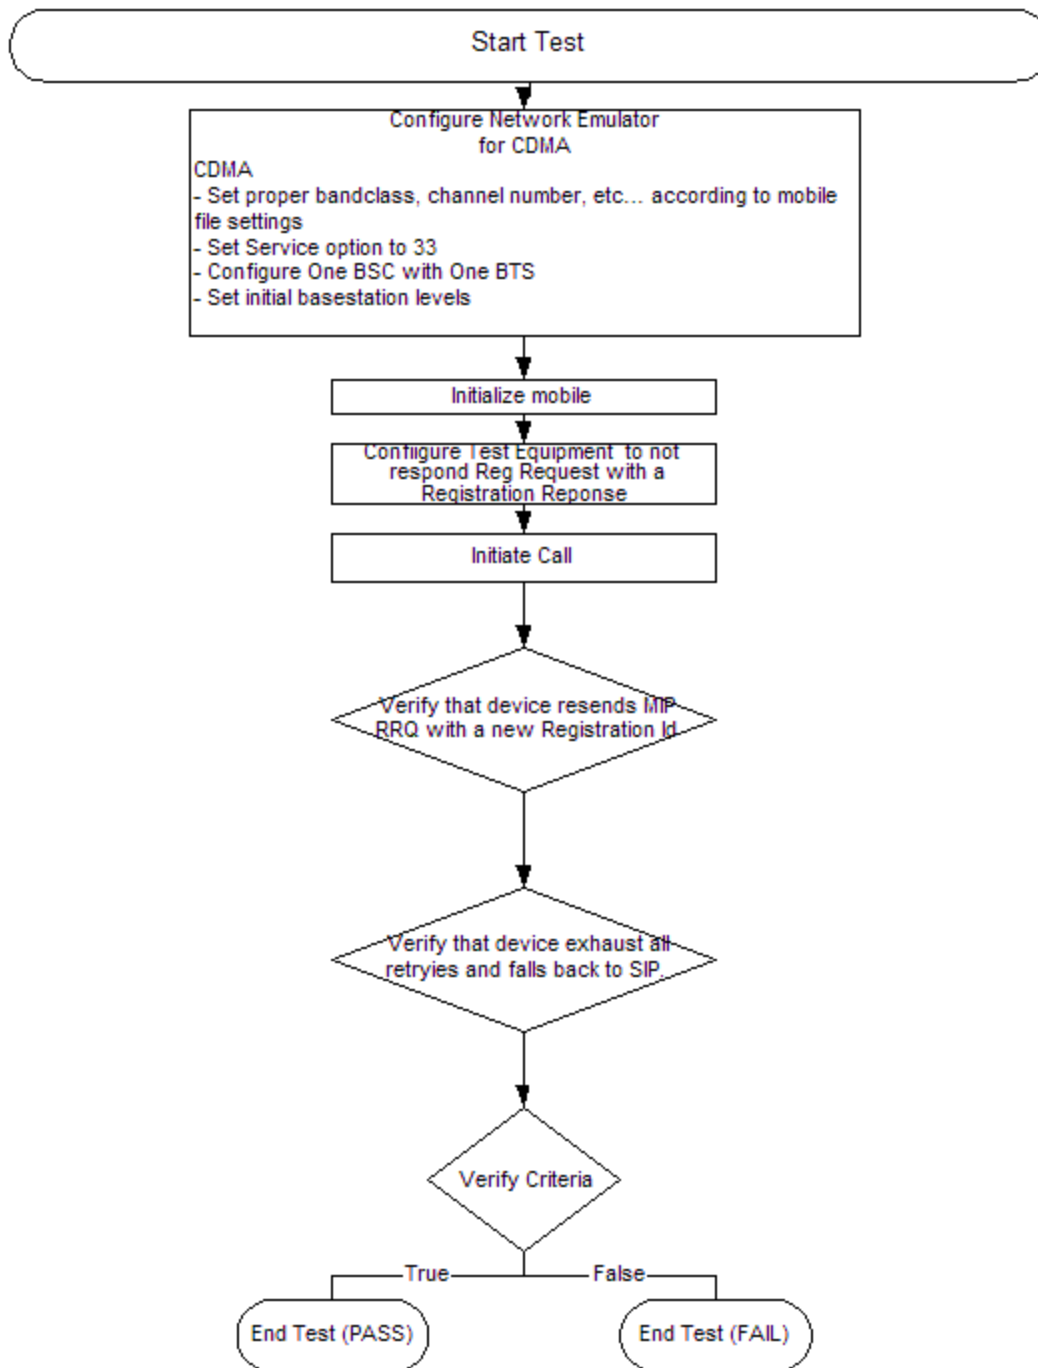 Start Test
Configure Network Emulator
for CDMA
CDMA
- Set proper bandclass, channel number, etc... according to mobile
file settings
- Set Service option to 33
- Configure One BSC with One BTS
- Set initial basestation levels
Initialize mobile
Configure Test Equipment to not
respond Reg Request with a
Registration Reponse
Initiate Call
Verify that device resends MIP
RRQ with a new Registration Id
Verify that device exhaust all
retryies and falls back to SIP.
Verify Criteria
True
False
End Test (PASS)
End Test (FAIL)